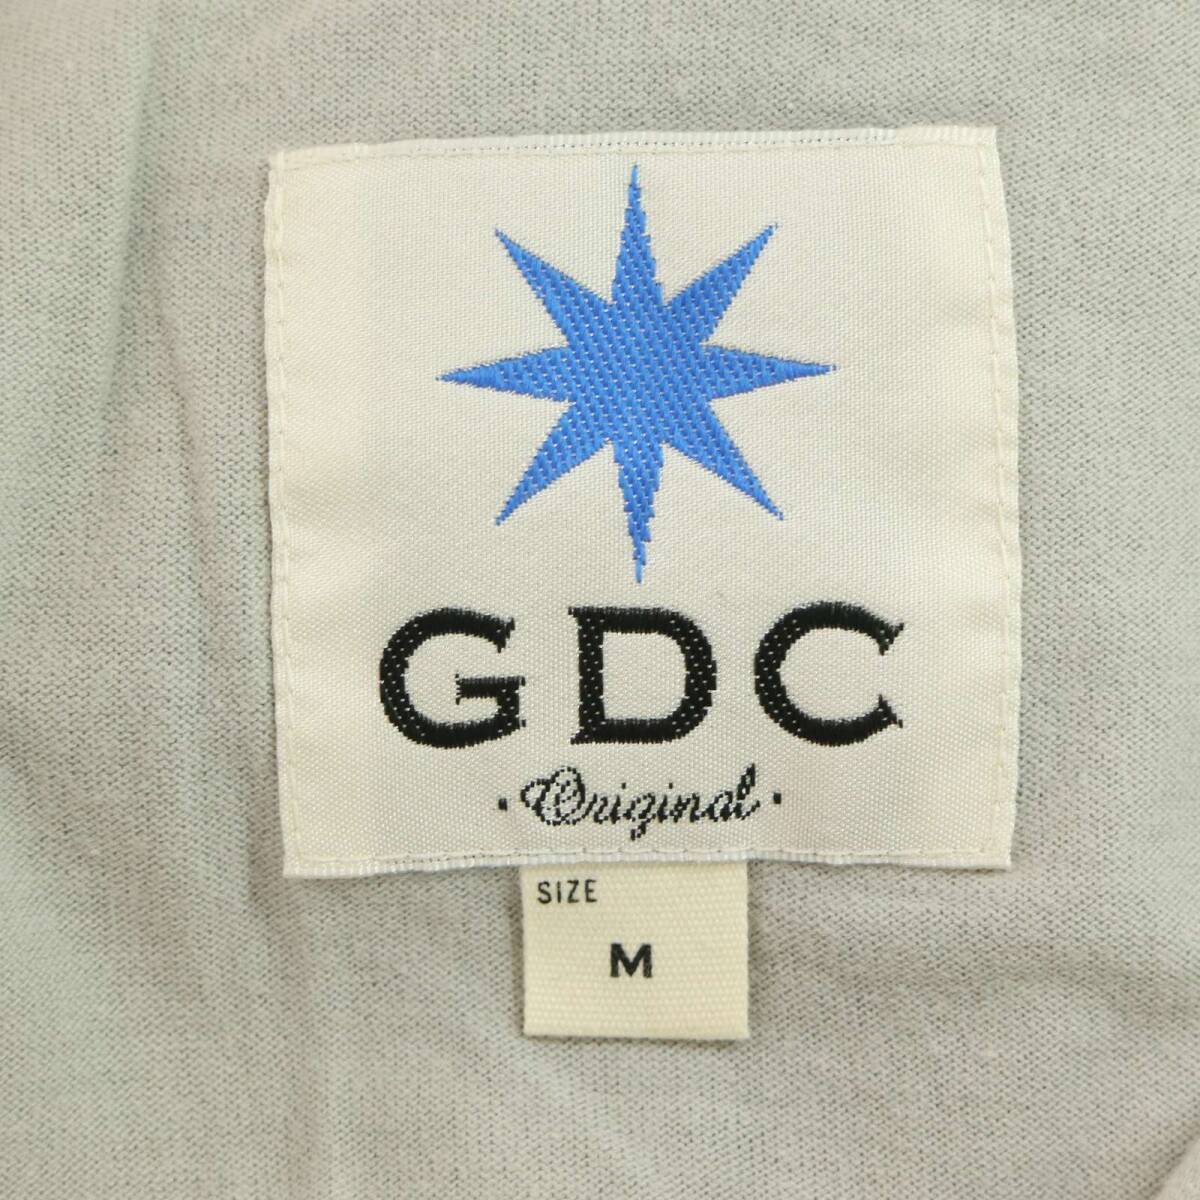 GDC
· Original ·
SIZE
M